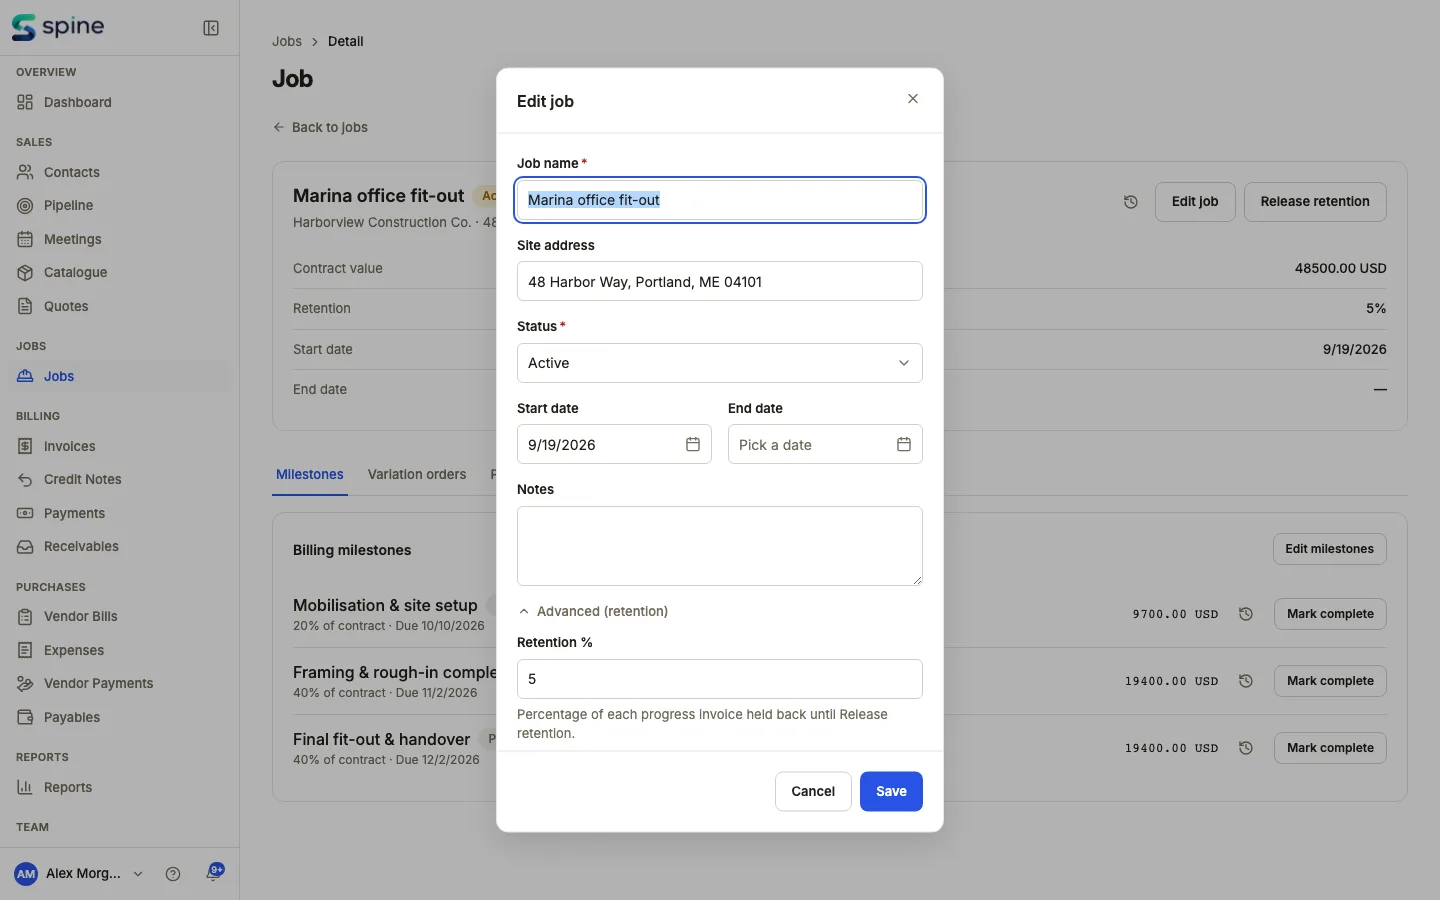 spine
OVERVIEW
Dashboard
SALES
Contacts
Pipeline
Meetings
Catalogue
Quotes
JOBS
Jobs
BILLING
Invoices
Credit Notes
Payments
Receivables
PURCHASES
Vendor Bills
Expenses
Vendor Payments
Payables
REPORTS
Reports
TEAM
AM Alex Morg... 9+
Jobs > Detail
Job
Back to jobs
Marina office fit-out Ac
Harborview Construction Co. · 48
Edit job Release retention
Contract value 48500.00 USD
Retention 5%
Start date 9/19/2026
End date —
Milestones Variation orders
Billing milestones Edit milestones
Mobilisation & site setup
20% of contract · Due 10/10/2026
9700.00 USD Mark complete
Framing & rough-in comple
40% of contract · Due 11/2/2026
19400.00 USD Mark complete
Final fit-out & handover P
40% of contract · Due 12/2/2026
19400.00 USD Mark complete
Edit job
Job name *
Marina office fit-out
Site address
48 Harbor Way, Portland, ME 04101
Status *
Active
Start date End date
9/19/2026 Pick a date
Notes
Advanced (retention)
Retention %
5
Percentage of each progress invoice held back until Release
retention.
Cancel Save